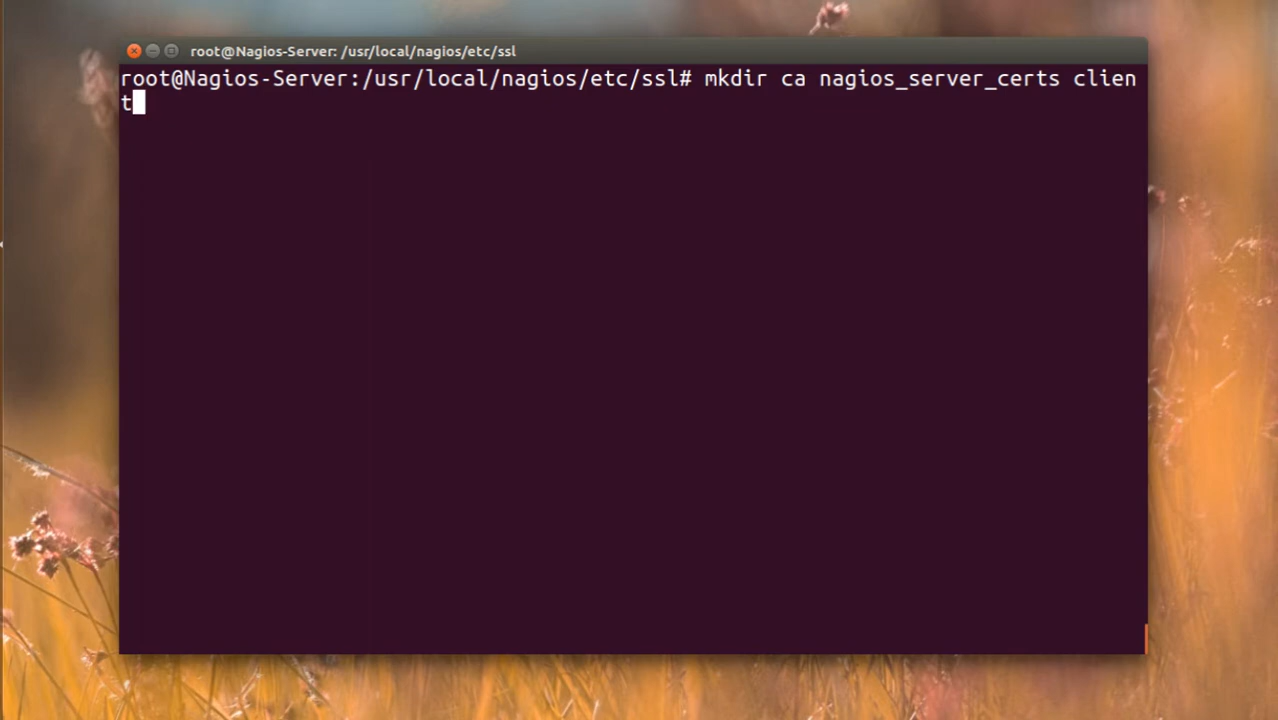 root@Nagios-Server: /usr/local/nagios/etc/ssl
root@Nagios-Server:/usr/local/nagios/etc/ssl# mkdir ca nagios_server_certs clien
t